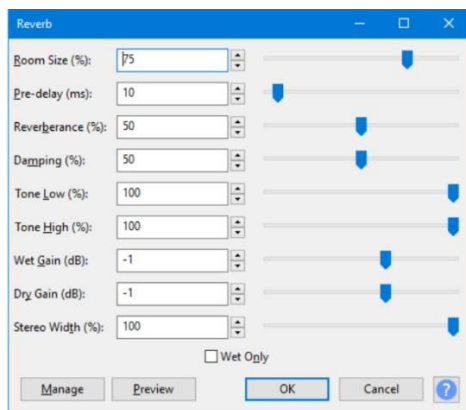 Reverb
Room Size (%): 75
Pre-delay (ms): 10
Reverberance (%): 50
Damping (%): 50
Tone Low (%): 100
Tone High (%): 100
Wet Gain (dB): -1
Dry Gain (dB): -1
Stereo Width (%): 100
Wet Only
Manage Preview OK Cancel ?